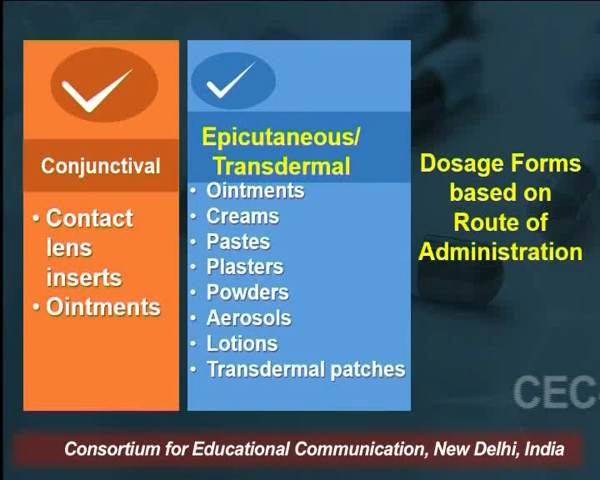 Conjunctival
• Contact
lens
inserts
• Ointments
Epicutaneous/
Transdermal
• Ointments
• Creams
• Pastes
• Plasters
• Powders
• Aerosols
• Lotions
• Transdermal patches
Dosage Forms
based on
Route of
Administration
CEC
Consortium for Educational Communication, New Delhi, India